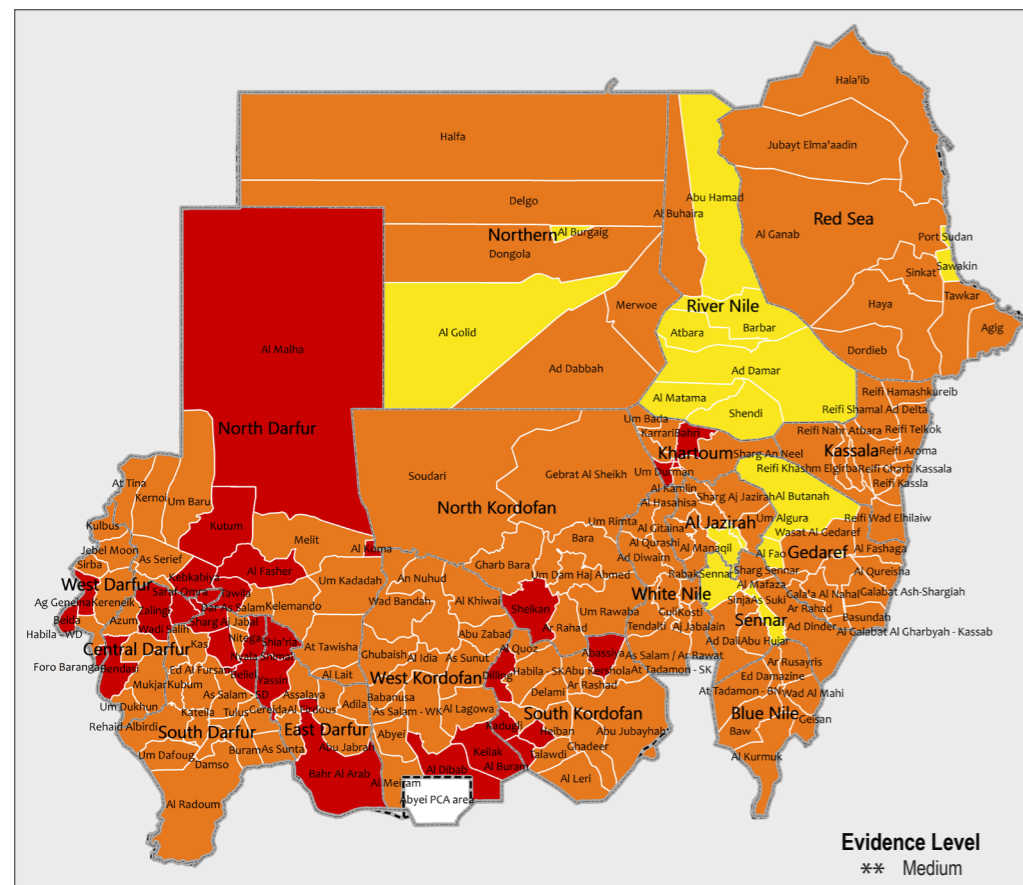 Hala'ib
Halfa
Jubayt Elma'aadin
Abu Hamad
Delgo
Al Buhaira
Red Sea
Al Ganab
Port Sudan
Northern
Al Burgaig
Dongola
Sawakin
Sinkat
Tawkar
Merwoe
River Nile
Haya
Atbara
Barbar
Agig
Al Golid
Al Malha
Dordieb
Ad Dabbah
Ad Damar
Reifi Hamashkureib
Al Matama
Shendi
Reifi Shamal Ad Delta
North Darfur
Um Bada
Karrari
Bahri
Reifi Nahr Atbara
Reifi Telkok
Khartoum
Sharg An Neel
Kassala
Reifi Aroma
Soudari
Gebrat Al Sheikh
Um Durman
Reifi Khashm Elgirba
Reifi Gharb Kassala
Reifi Kassla
At Tina
Kernoi
Um Baru
Al Kamlin
Sharg Aj Jazirah
Al Butanah
Al Hasahisa
North Kordofan
Kulbus
Kutum
Um Rimta
Al Gitaina
Al Jazirah
Um Algura
Reifi Wad Elhilaiw
Wasat Al Gedaref
Jebel Moon
Melit
Al Koma
Bara
Al Qurashi
Al Manaqil
Al Fao
Gedaref
Al Fashaga
Sirba
As Serief
Gharb Bara
Ad Diwaim
West Darfur
Kebkabiya
Al Fasher
Um Kadadah
An Nuhud
Um Dam Haj Ahmed
Rabak
Sennar
Sharg Sennar
Al Qureisha
Ag Geneina
Kereneik
Saraf Omra
Tawila
Wad Bandah
Al Khiwai
Sheikan
White Nile
Al Mafaza
Gala'a Al Nahal
Galabat Ash-Shargiah
Beida
Azum
Zalingi
Dar As Salam
Kelemando
Um Rawaba
Guli
Kosti
Sinja
As Suki
Ar Rahad
Habila - WD
Wadi Salih
Sharg Aj Jabal
Abu Zabad
Ar Rahad
Tendalti
Al Jabalain
Sennar
Ad Dinder
Basundah
Central Darfur
Kas
Nitega
Shia'ria
At Tawisha
Ghubaish
Al Quoz
Abassiya
As Salam / Ar Rawat
Ad Dali
Abu Hujar
Al Galabat Al Gharbyah - Kassab
Foro Baranga
Bendasi
Nyala Shimal
Al Lait
Al Idia
As Sunut
Dilling
Habila - SK
Abu Kershola
At Tadamon - SK
Ar Rusayris
Mukjar
Kubum
Ed Al Fursan
Beliel
Yassin
West Kordofan
Ar Rashad
Ed Damazine
Um Dukhun
As Salam - SD
Assalaya
Babanusa
Delami
At Tadamon - BN
Wad Al Mahi
Kateila
Tulus
Gereida
Al Firdous
Adila
As Salam - WK
Al Lagowa
South Kordofan
Blue Nile
Geisan
Rehaid Albirdi
South Darfur
East Darfur
Abyei
Kadugli
Heiban
Abu Jubayhah
Baw
Um Dafoug
Buram
As Sunta
Abu Jabrah
Talawdi
Ghadeer
Al Kurmuk
Damso
Bahr Al Arab
Al Meiram
Al Dibab
Keilak
Al Buram
Al Leri
Al Radoum
Abyei PCA area
Evidence Level
** Medium